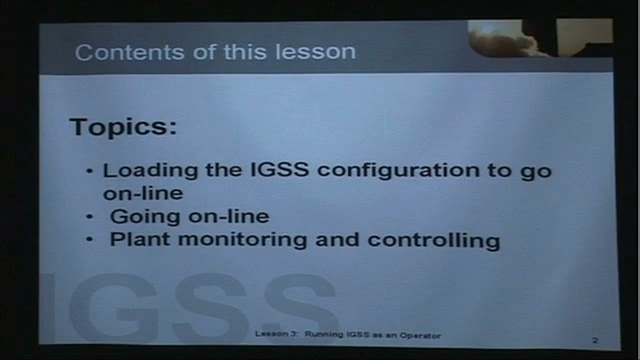 Contents of this lesson
Topics:
• Loading the IGSS configuration to go
on-line
• Going on-line
• Plant monitoring and controlling
IGSS
Lesson 3: Running IGSS as an Operator
2